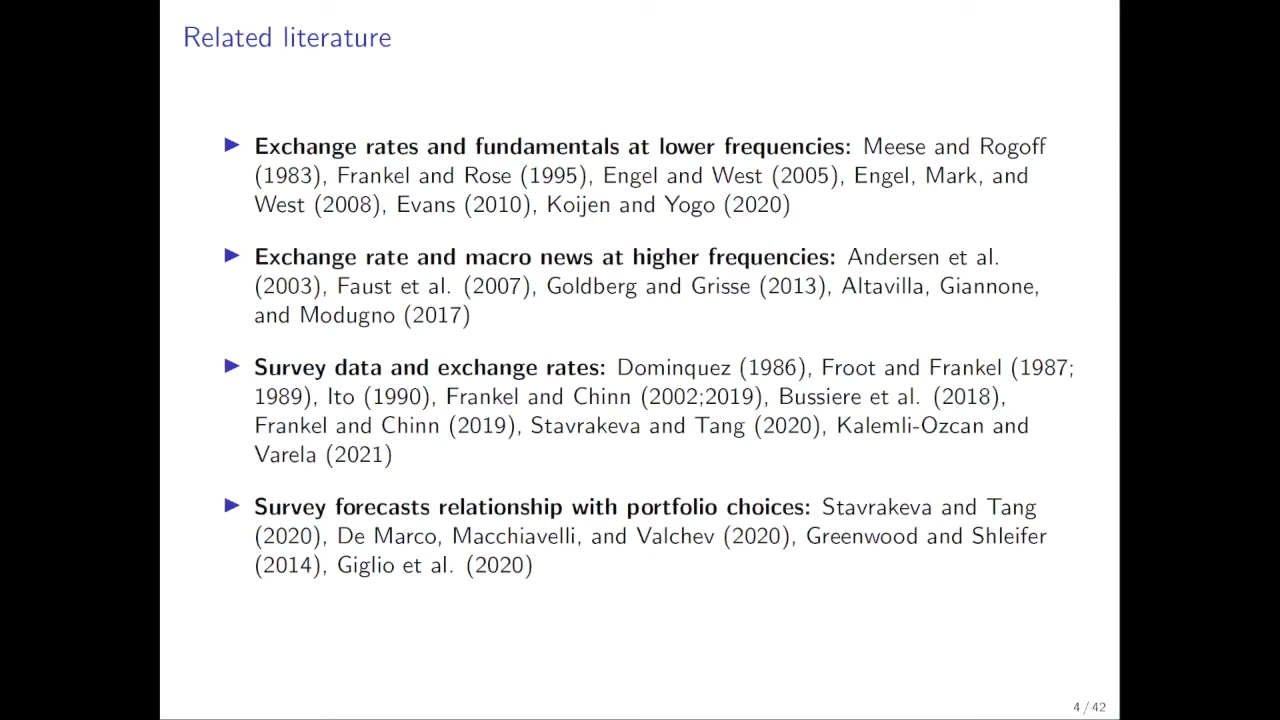 Related literature
▶ Exchange rates and fundamentals at lower frequencies: Meese and Rogoff
(1983), Frankel and Rose (1995), Engel and West (2005), Engel, Mark, and
West (2008), Evans (2010), Koijen and Yogo (2020)
▶ Exchange rate and macro news at higher frequencies: Andersen et al.
(2003), Faust et al. (2007), Goldberg and Grisse (2013), Altavilla, Giannone,
and Modugno (2017)
▶ Survey data and exchange rates: Dominquez (1986), Froot and Frankel (1987;
1989), Ito (1990), Frankel and Chinn (2002;2019), Bussiere et al. (2018),
Frankel and Chinn (2019), Stavrakeva and Tang (2020), Kalemli-Ozcan and
Varela (2021)
▶ Survey forecasts relationship with portfolio choices: Stavrakeva and Tang
(2020), De Marco, Macchiavelli, and Valchev (2020), Greenwood and Shleifer
(2014), Giglio et al. (2020)
4 / 42